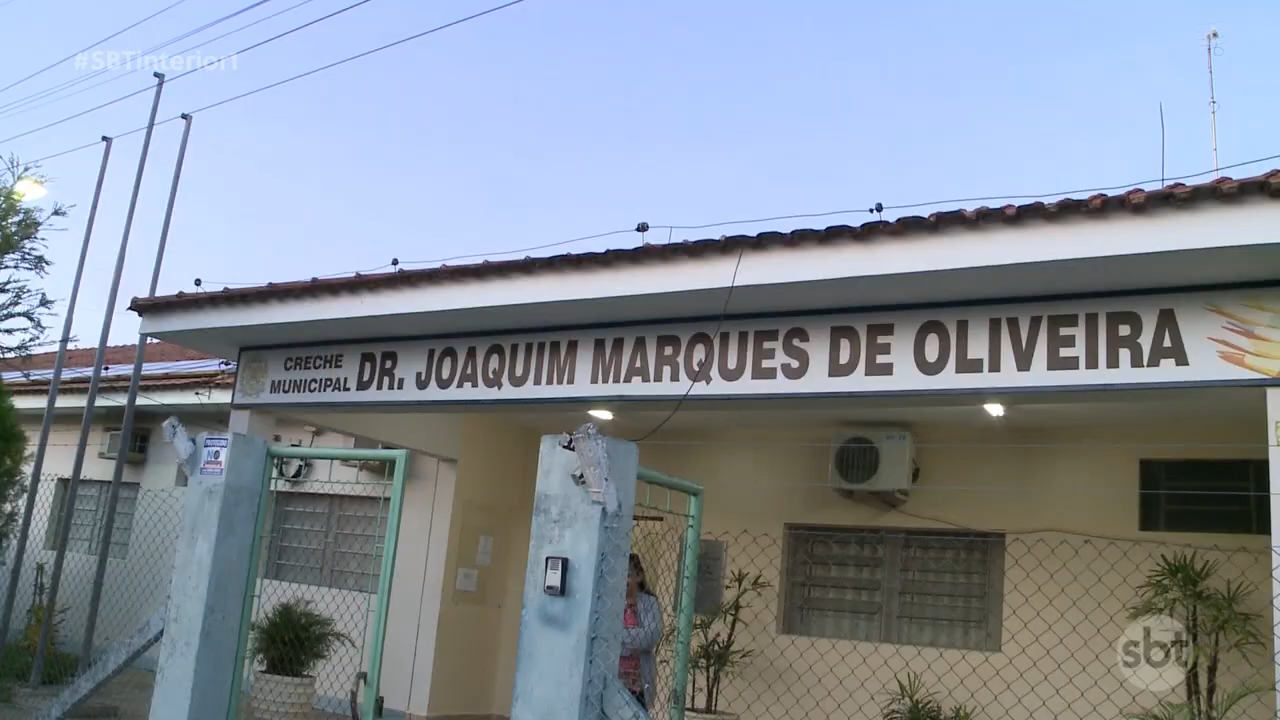 #SBTinterior1
CRECHE
MUNICIPAL
DR. JOAQUIM MARQUES DE OLIVEIRA
sbt